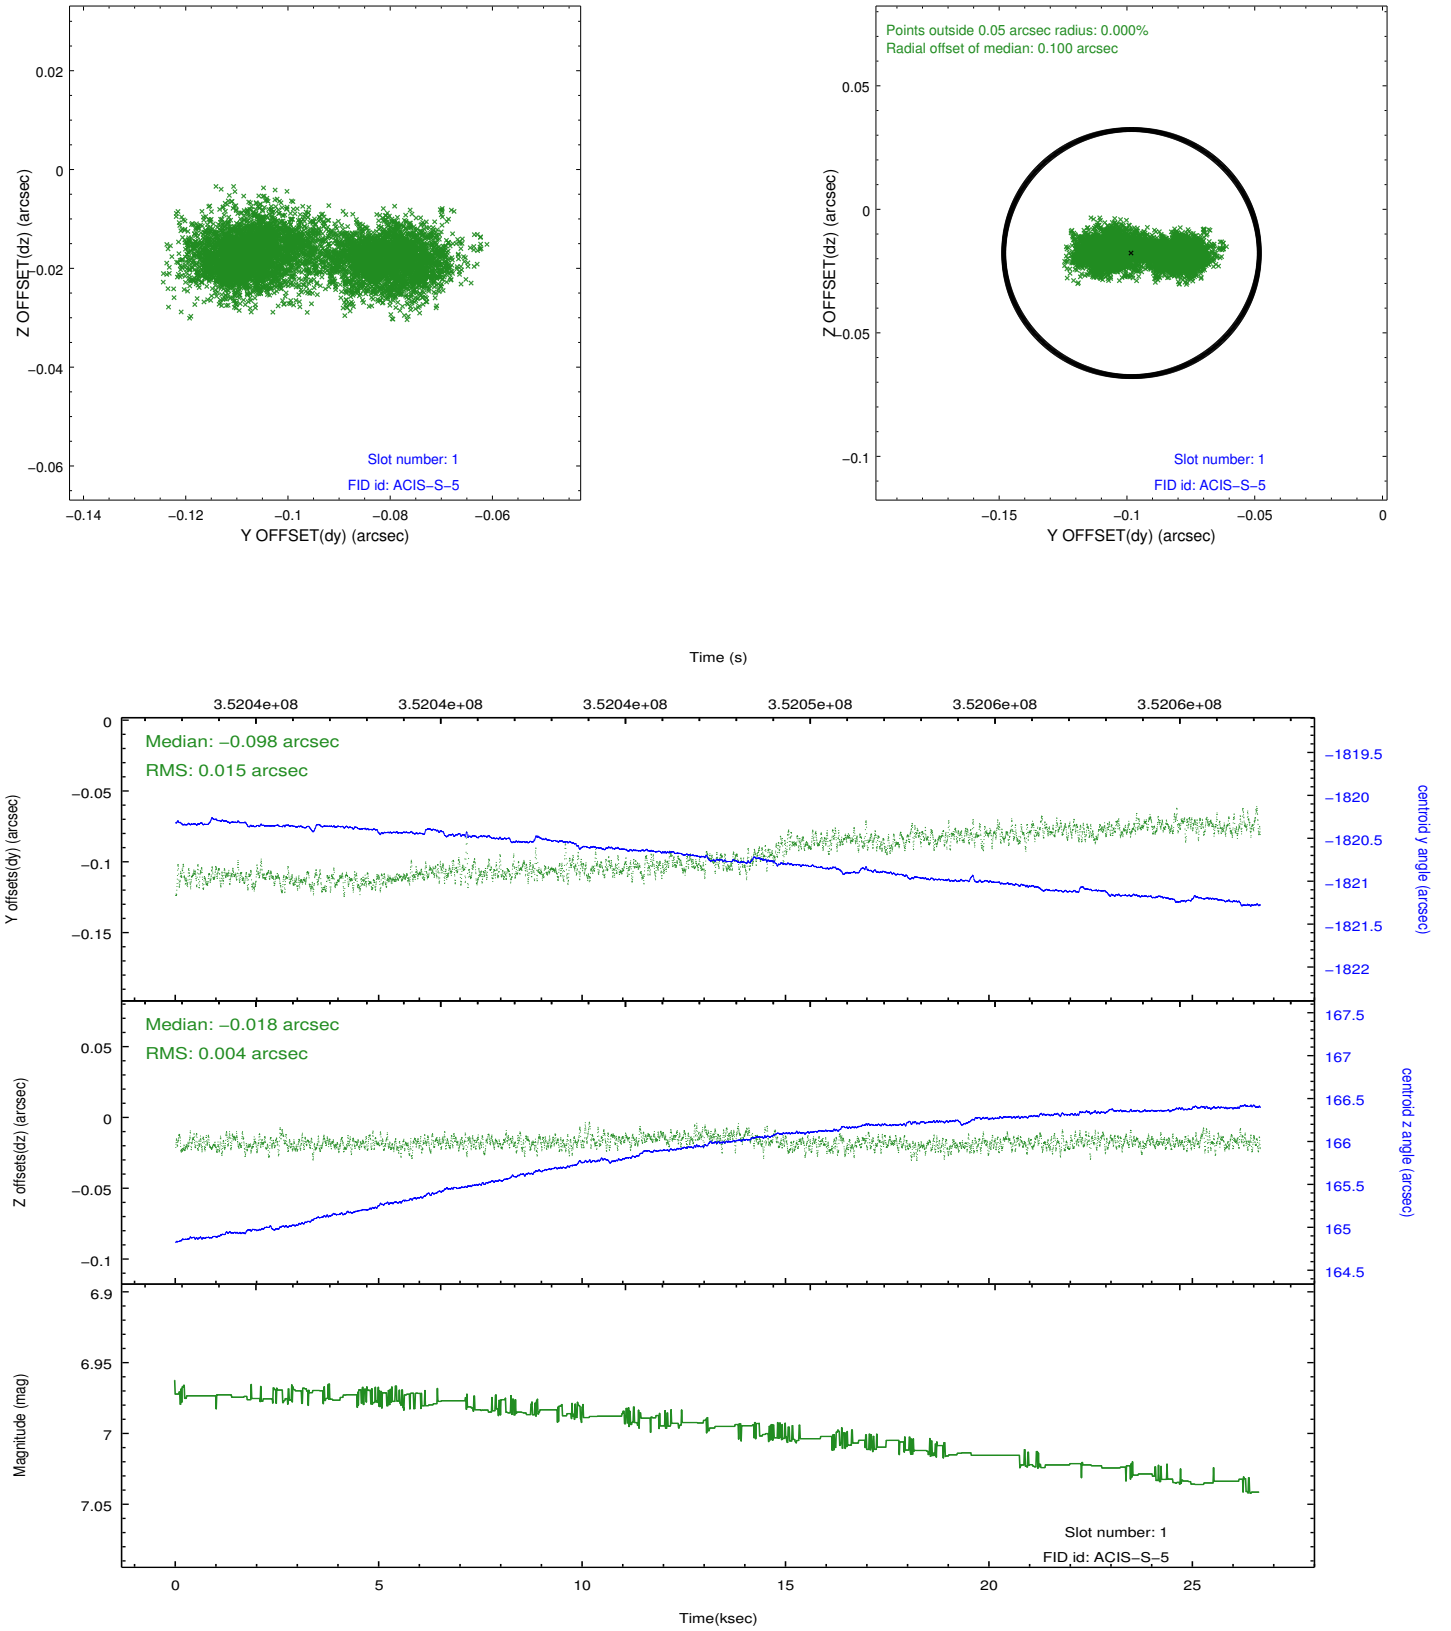 0.02
0
−0.02
−0.04
−0.06
Z OFFSET(dz) (arcsec)
Slot number: 1
FID id: ACIS−S−5
−0.14
−0.12
−0.1
−0.08
−0.06
Y OFFSET(dy) (arcsec)
Points outside 0.05 arcsec radius: 0.000%
Radial offset of median: 0.100 arcsec
0.05
0
−0.05
−0.1
Z OFFSET(dz) (arcsec)
Slot number: 1
FID id: ACIS−S−5
−0.15
−0.1
−0.05
0
Y OFFSET(dy) (arcsec)
Time (s)
3.5204e+08
3.5204e+08
3.5204e+08
3.5205e+08
3.5206e+08
3.5206e+08
Median: −0.098 arcsec
RMS: 0.015 arcsec
0
−0.05
−0.1
−0.15
Y offsets(dy) (arcsec)
−1819.5
−1820
−1820.5
−1821
−1821.5
−1822
centroid y angle (arcsec)
Median: −0.018 arcsec
RMS: 0.004 arcsec
0.05
0
−0.05
−0.1
Z offsets(dz) (arcsec)
167.5
167
166.5
166
165.5
165
164.5
centroid z angle (arcsec)
6.9
6.95
7
7.05
Magnitude (mag)
Slot number: 1
FID id: ACIS−S−5
0
5
10
15
20
25
Time(ksec)